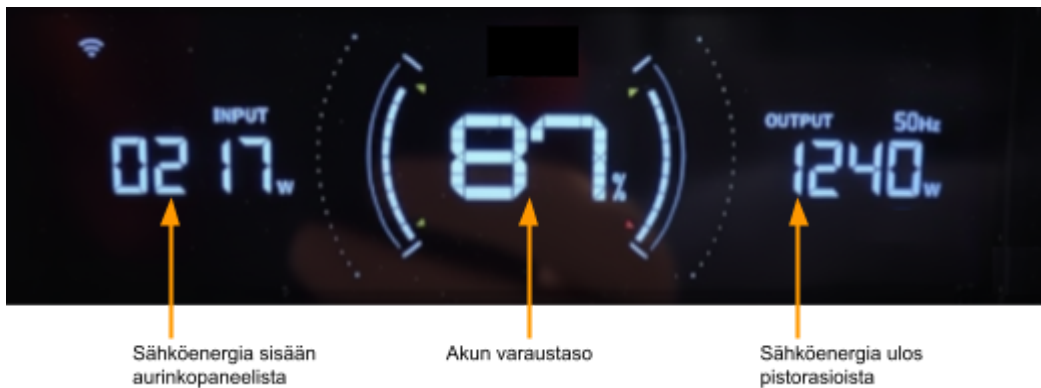 INPUT
0217w
87%
OUTPUT 50Hz
1240w
Sähköenergia sisään
aurinkopaneelista
Akun varaustaso
Sähköenergia ulos
pistorasioista